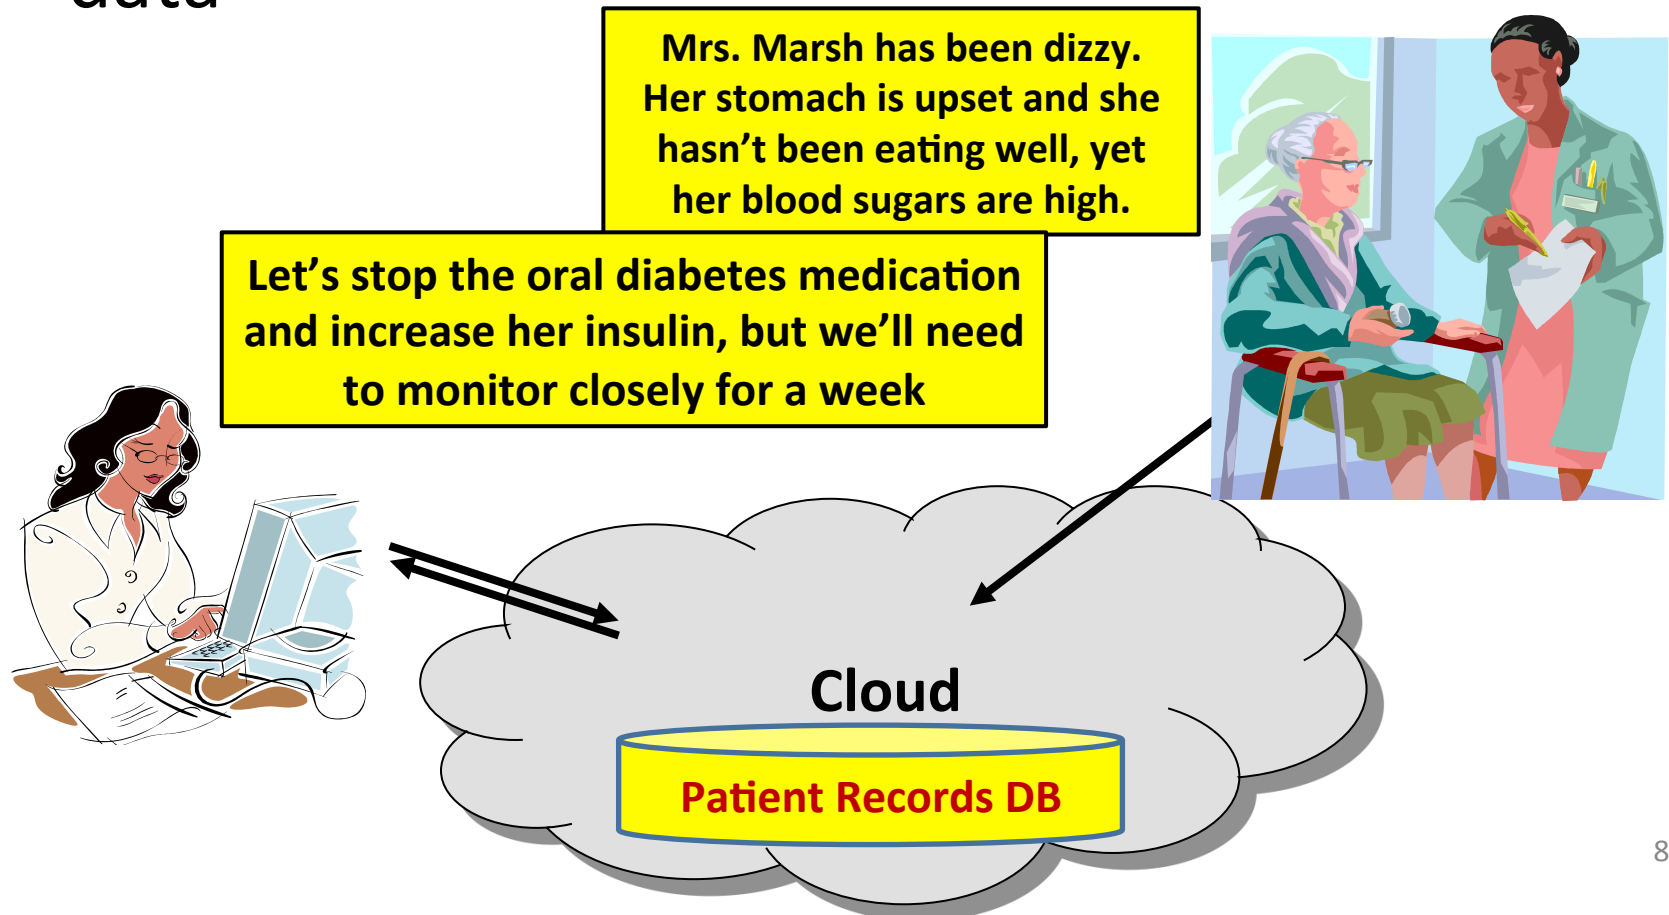 data
Mrs. Marsh has been dizzy.
Her stomach is upset and she
hasn’t been eating well, yet
her blood sugars are high.
Let’s stop the oral diabetes medication
and increase her insulin, but we’ll need
to monitor closely for a week
Cloud
Patient Records DB
8